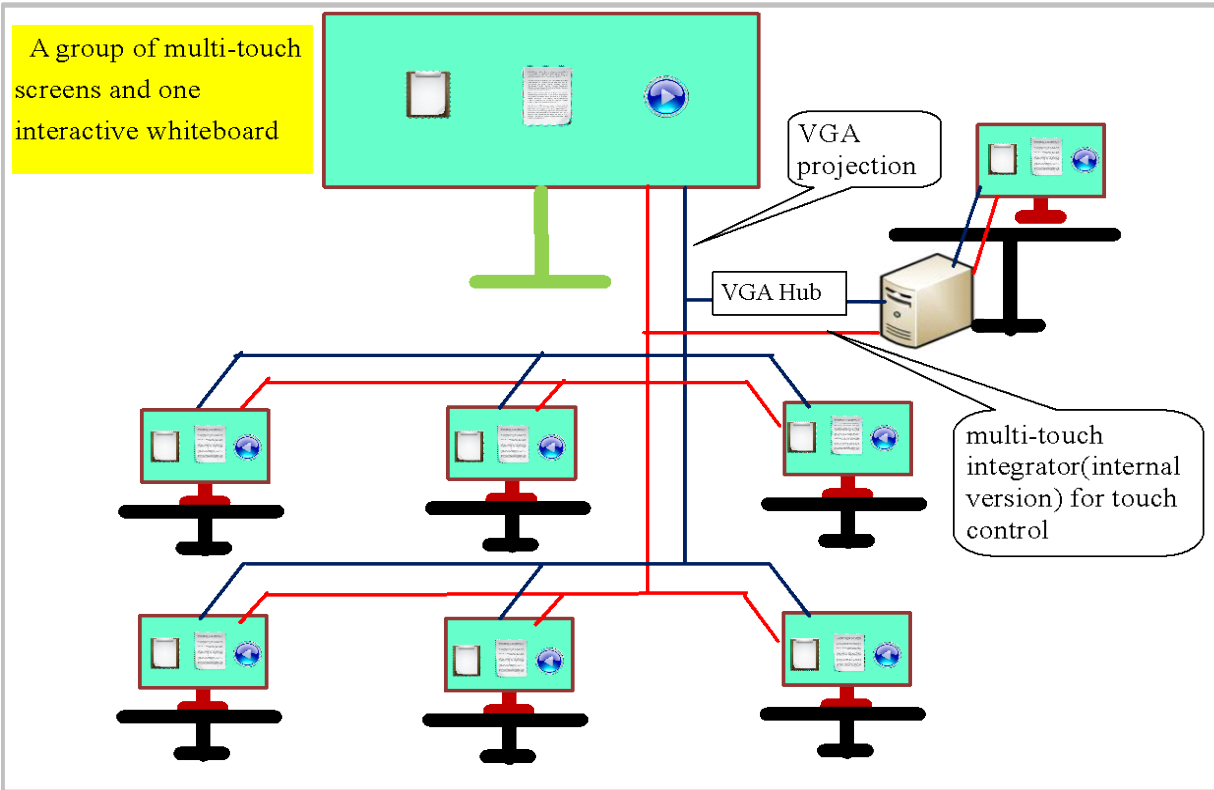 A group of multi-touch
screens and one
interactive whiteboard
VGA
projection
VGA Hub
multi-touch
integrator(internal
version) for touch
control